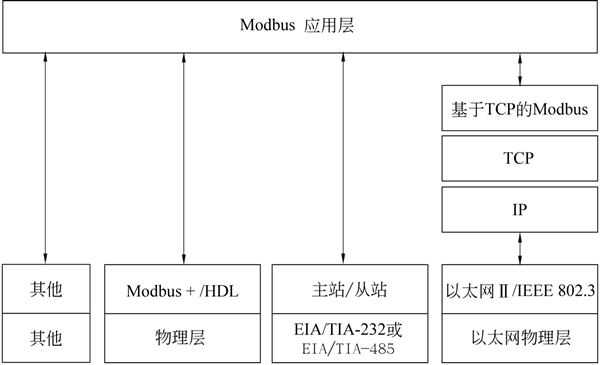 Modbus 应用层
基于TCP的Modbus
TCP
IP
其他
Modbus + /HDL
主站/从站
以太网Ⅱ/IEEE 802.3
其他
物理层
EIA/TIA-232或
EIA/TIA-485
以太网物理层